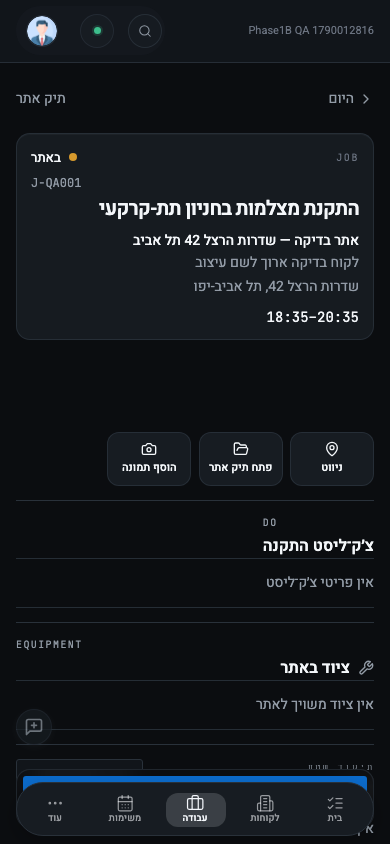 Phase1B QA 1790012816
היום
תיק אתר
JOB
באתר
J-QA001
התקנת מצלמות בחניון תת-קרקעי
אתר בדיקה — שדרות הרצל 42 תל אביב
לקוח בדיקה ארוך לשם עיצוב
שדרות הרצל 42, תל אביב-יפו
18:35–20:35
ניווט
פתח תיק אתר
הוסף תמונה
DO
צ׳ק־ליסט התקנה
אין פריטי צ׳ק־ליסט
EQUIPMENT
ציוד באתר
אין ציוד משויך לאתר
בית
לקוחות
עבודה
משימות
עוד